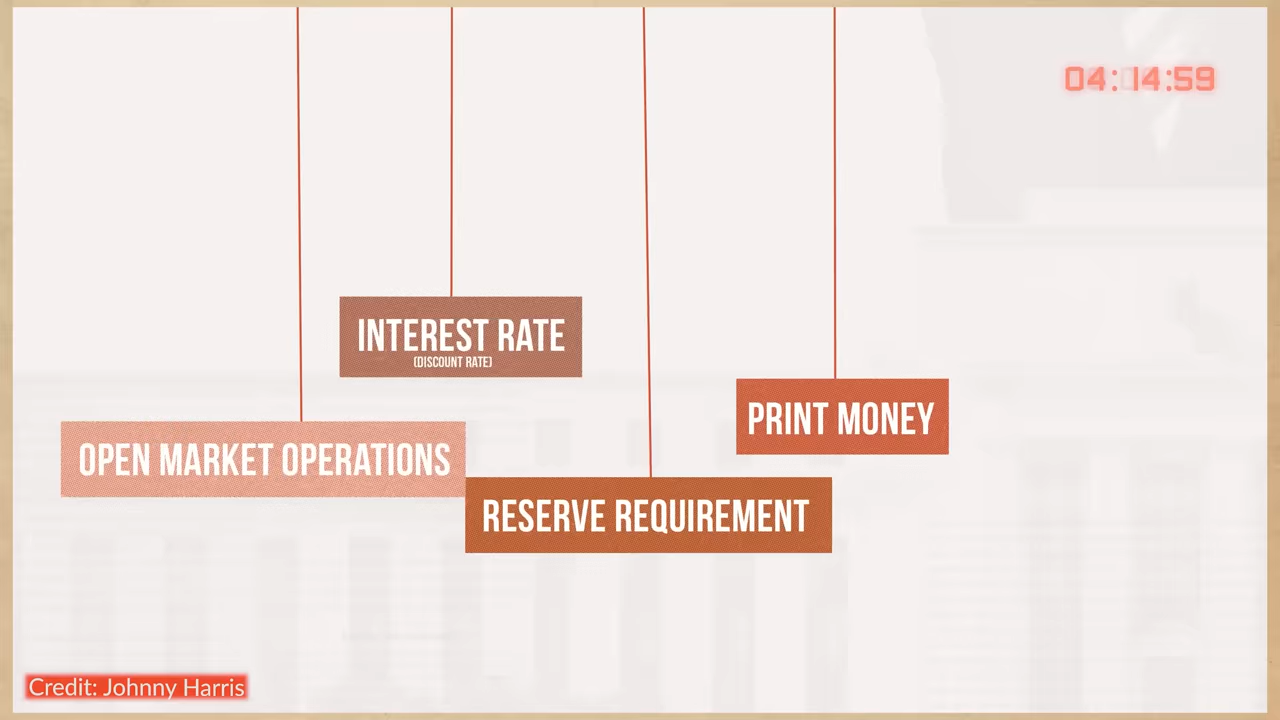 04:14:59
INTEREST RATE
(DISCOUNT RATE)
PRINT MONEY
OPEN MARKET OPERATIONS
RESERVE REQUIREMENT
Credit: Johnny Harris